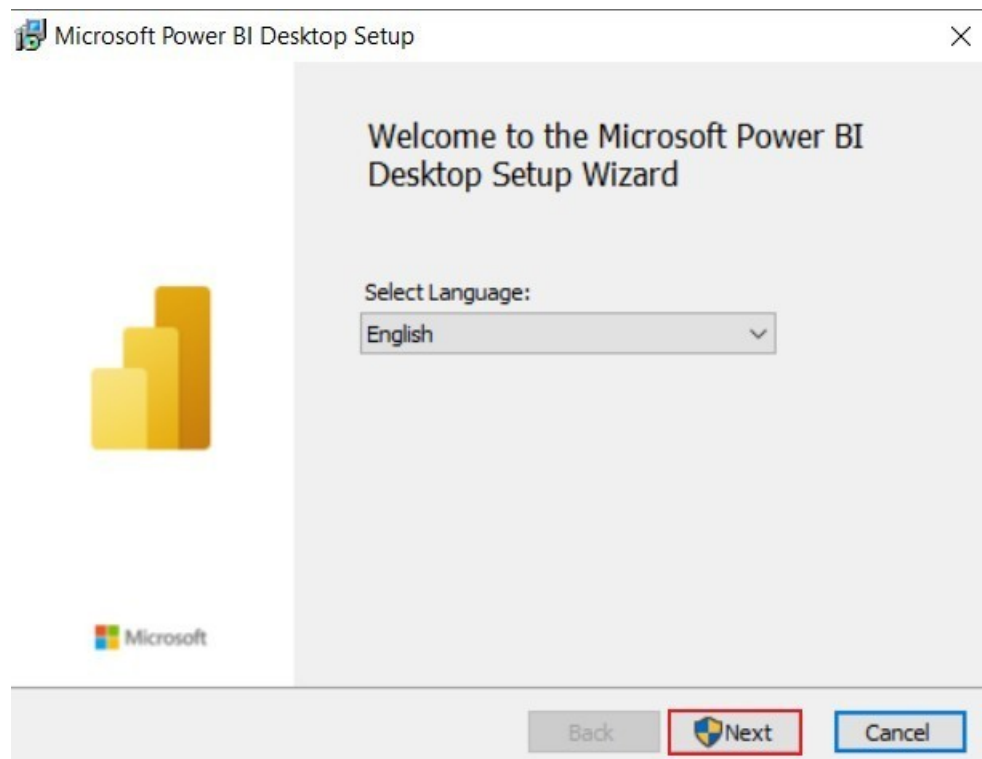 Microsoft Power BI Desktop Setup
Welcome to the Microsoft Power BI
Desktop Setup Wizard
Select Language:
English
Microsoft
Back
Next
Cancel